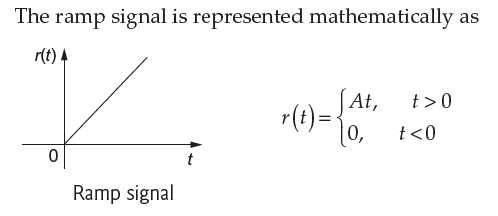 The ramp signal is represented mathematically as
r(t)
0
t
Ramp signal
r(t) = {At, t > 0
0, t < 0